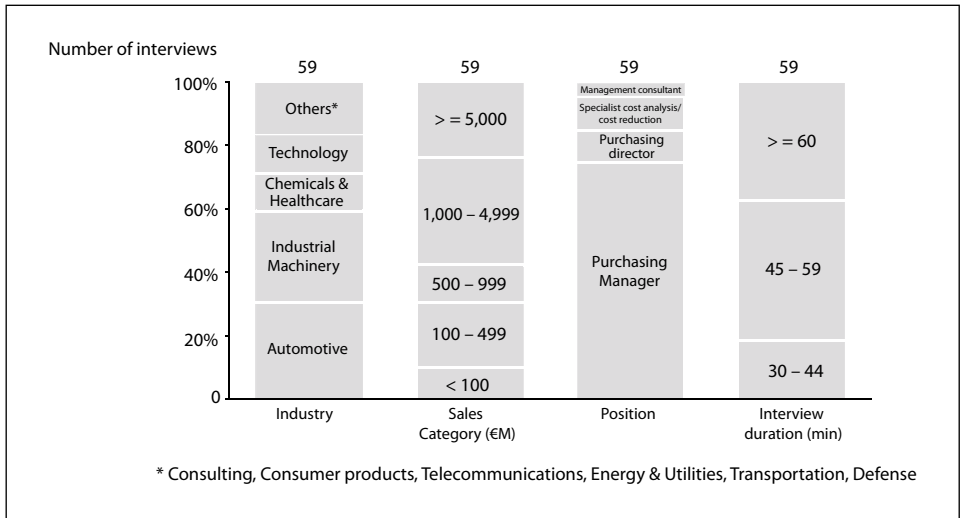 Number of interviews
59 59 59 59
100%
80%
60%
40%
20%
0
Others*
Technology
Chemicals &
Healthcare
Industrial
Machinery
Automotive
> = 5,000
1,000 – 4,999
500 – 999
100 – 499
< 100
Management consultant
Specialist cost analysis/
cost reduction
Purchasing
director
Purchasing
Manager
> = 60
45 – 59
30 – 44
Industry
Sales
Category (€M)
Position
Interview
duration (min)
* Consulting, Consumer products, Telecommunications, Energy & Utilities, Transportation, Defense